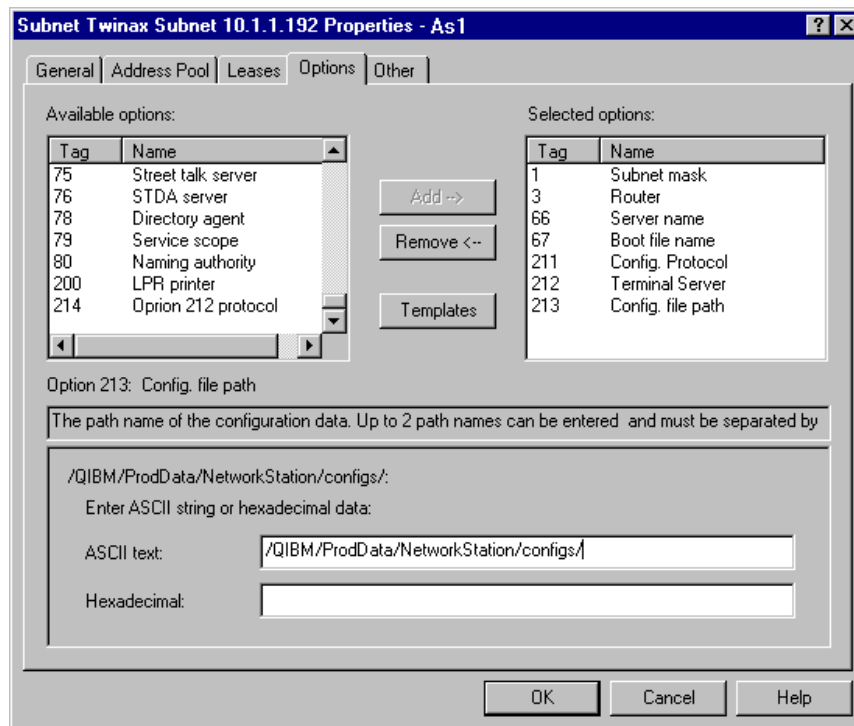 Subnet Twinax Subnet 10.1.1.192 Properties - As1
General Address Pool Leases Options Other
Available options:
Tag Name
75 Street talk server
76 STDA server
78 Directory agent
79 Service scope
80 Naming authority
200 LPR printer
214 Oprion 212 protocol
Add -->
Remove <--
Templates
Selected options:
Tag Name
1 Subnet mask
3 Router
66 Server name
67 Boot file name
211 Config. Protocol
212 Terminal Server
213 Config. file path
Option 213: Config. file path
The path name of the configuration data. Up to 2 path names can be entered and must be separated by
/QIBM/ProdData/NetworkStation/configs/:
Enter ASCII string or hexadecimal data:
ASCII text: /QIBM/ProdData/NetworkStation/configs/
Hexadecimal:
OK Cancel Help